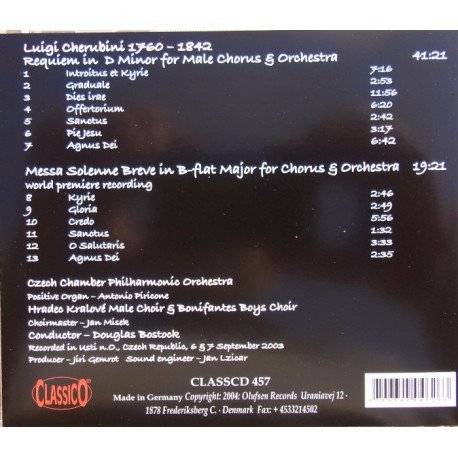 Luigi Cherubini 1760 – 1842
Requiem in D Minor for Male Chorus & Orchestra 41:21
1 Introitus et Kyrie 7:16
2 Graduale 2:53
3 Dies irae 11:56
4 Offertorium 6:20
5 Sanctus 2:42
6 Pie Jesu 3:17
7 Agnus Dei 6:42
Messa Solenne Breve in B-flat Major for Chorus & Orchestra 19:21
world premiere recording
8 Kyrie 2:46
9 Gloria 2:49
10 Credo 5:56
11 Sanctus 1:32
12 O Salutaris 3:33
13 Agnus Dei 2:35
Czech Chamber Philharmonic Orchestra
Positive Organ – Antonio Piricone
Hradec Kralové Male Choir & Bonifantes Boys Choir
Choirmaster – Jan Misek
Conductor – Douglas Bostock
Recorded in Usti n.O., Czech Republic, 6 & 7 September 2003
Producer – Jiri Gemrot Sound engineer – Jan Lzicar
CLASSICO
CLASSCD 457
Made in Germany Copyright: 2004: Olufsen Records Uraniavej 12 ·
1878 Frederiksberg C. · Denmark Fax: + 4533214502